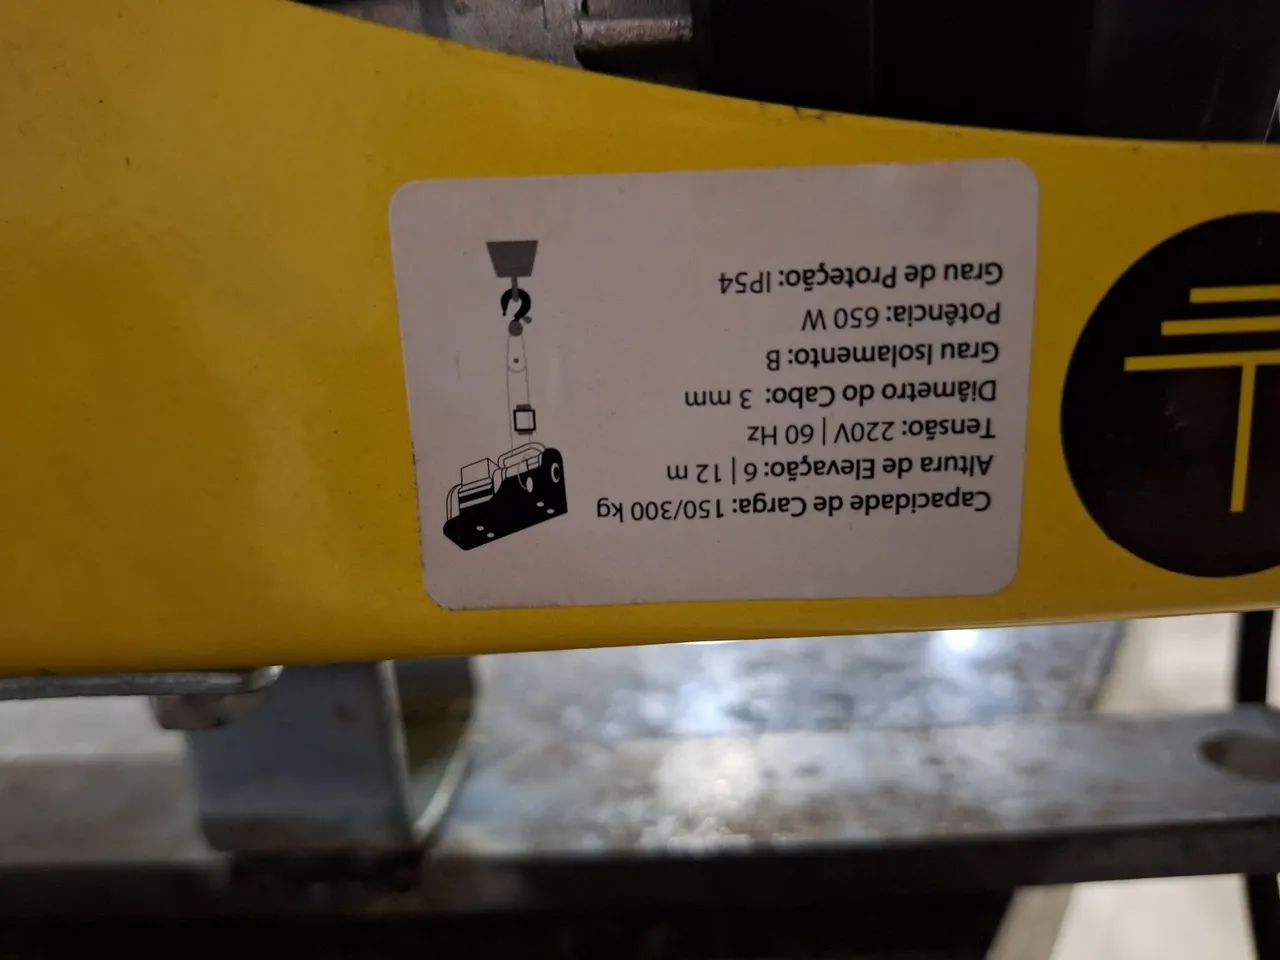 Capacidade de Carga: 150/300 kg
Altura de Elevação: 6 | 12 m
Tensão: 220V | 60 Hz
Diâmetro do Cabo: 3 mm
Grau Isolamento: B
Potência: 650 W
Grau de Proteção: IP54